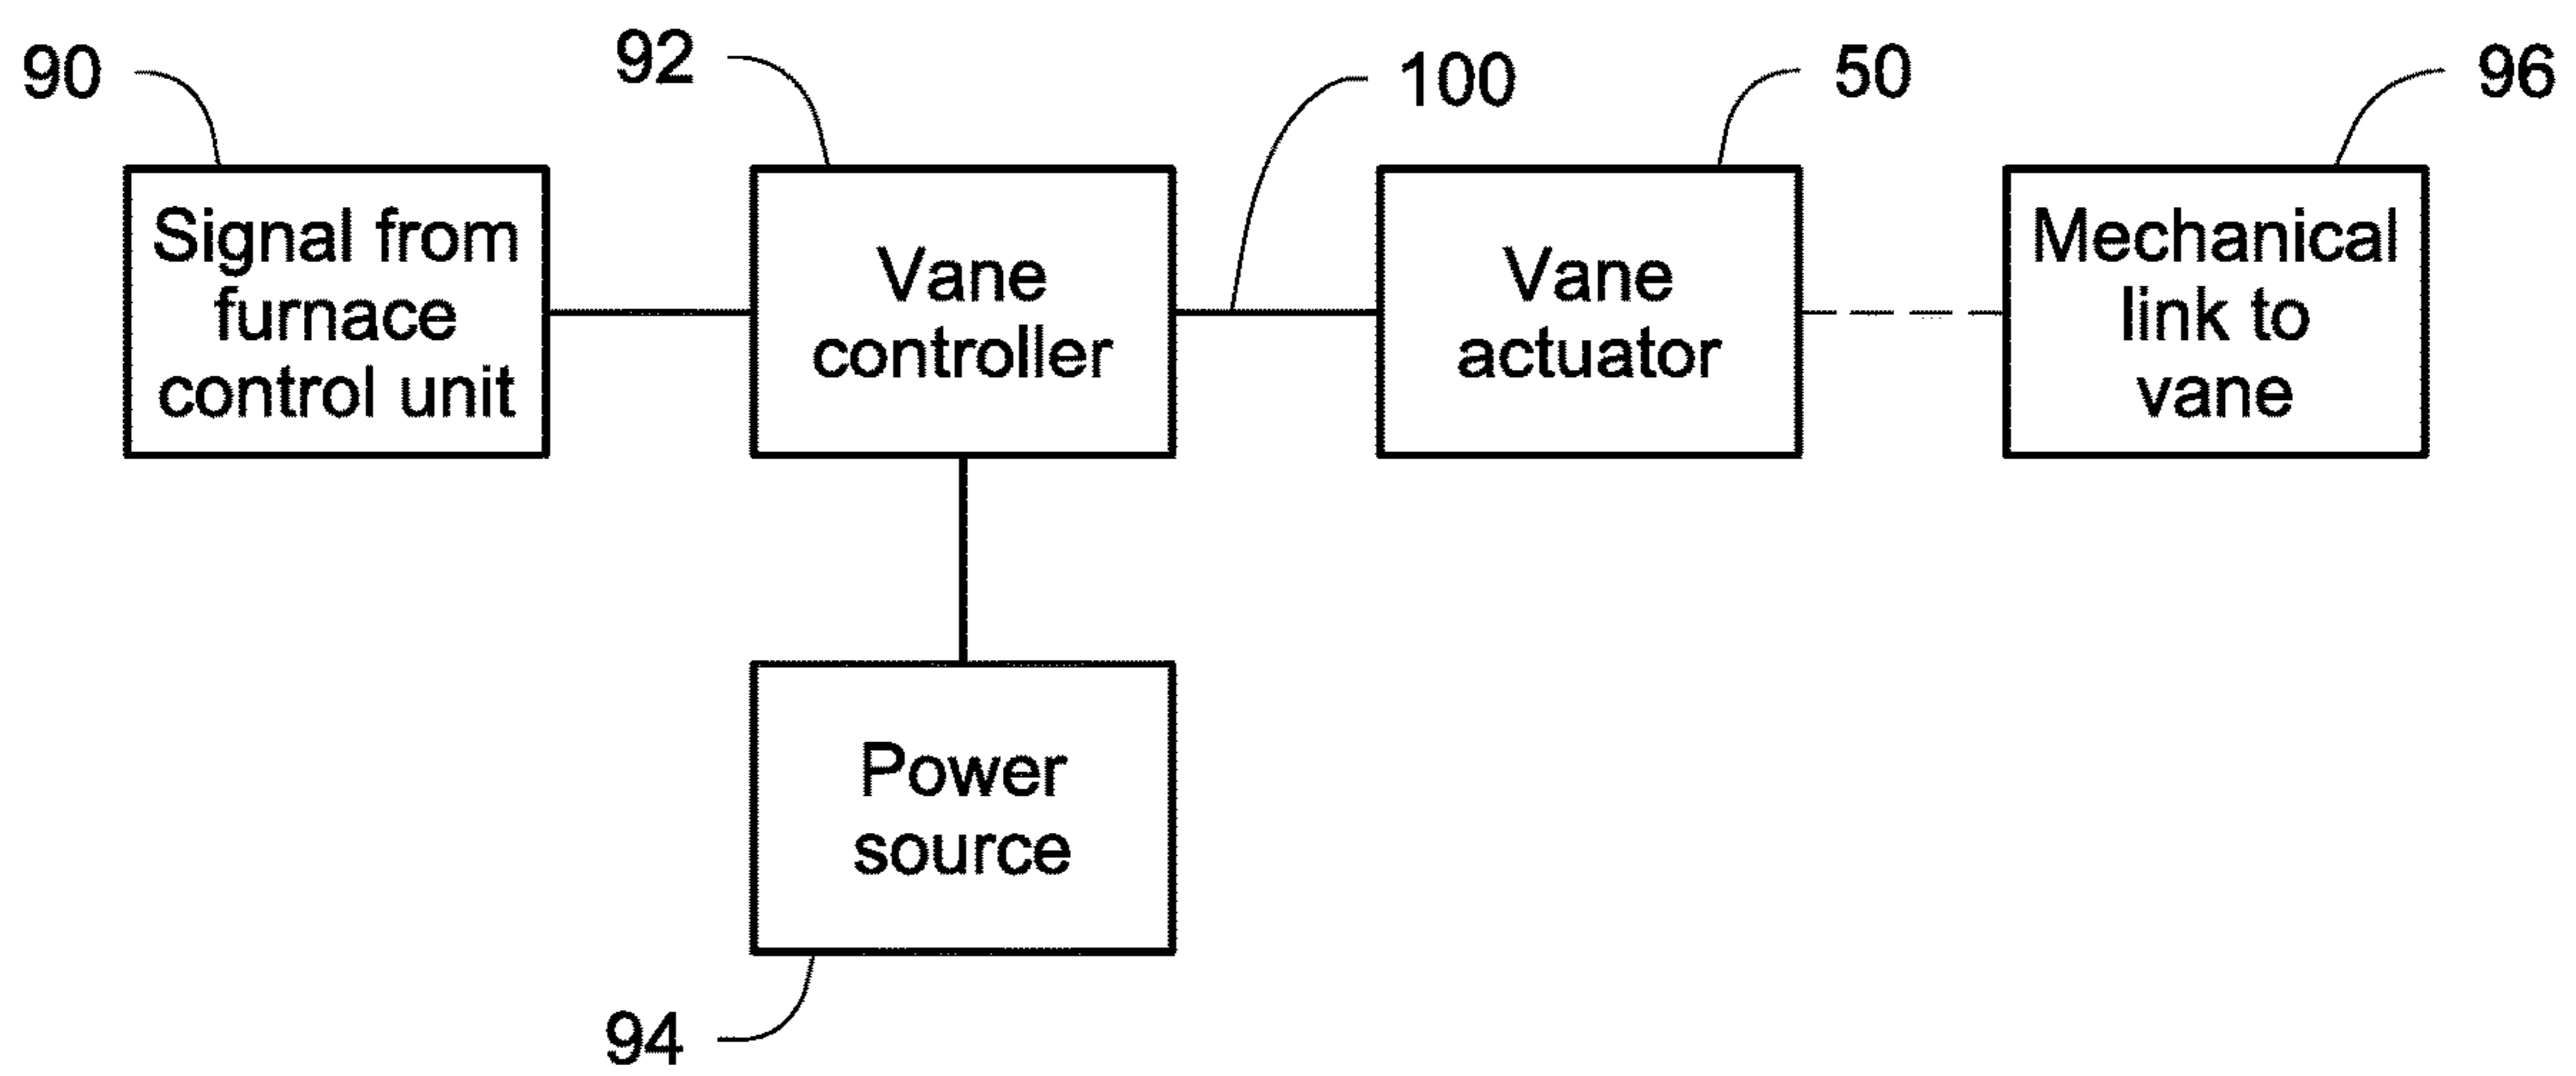 90
92
100
50
96
Signal from
furnace
control unit
Vane
controller
Vane
actuator
Mechanical
link to
vane
Power
source
94